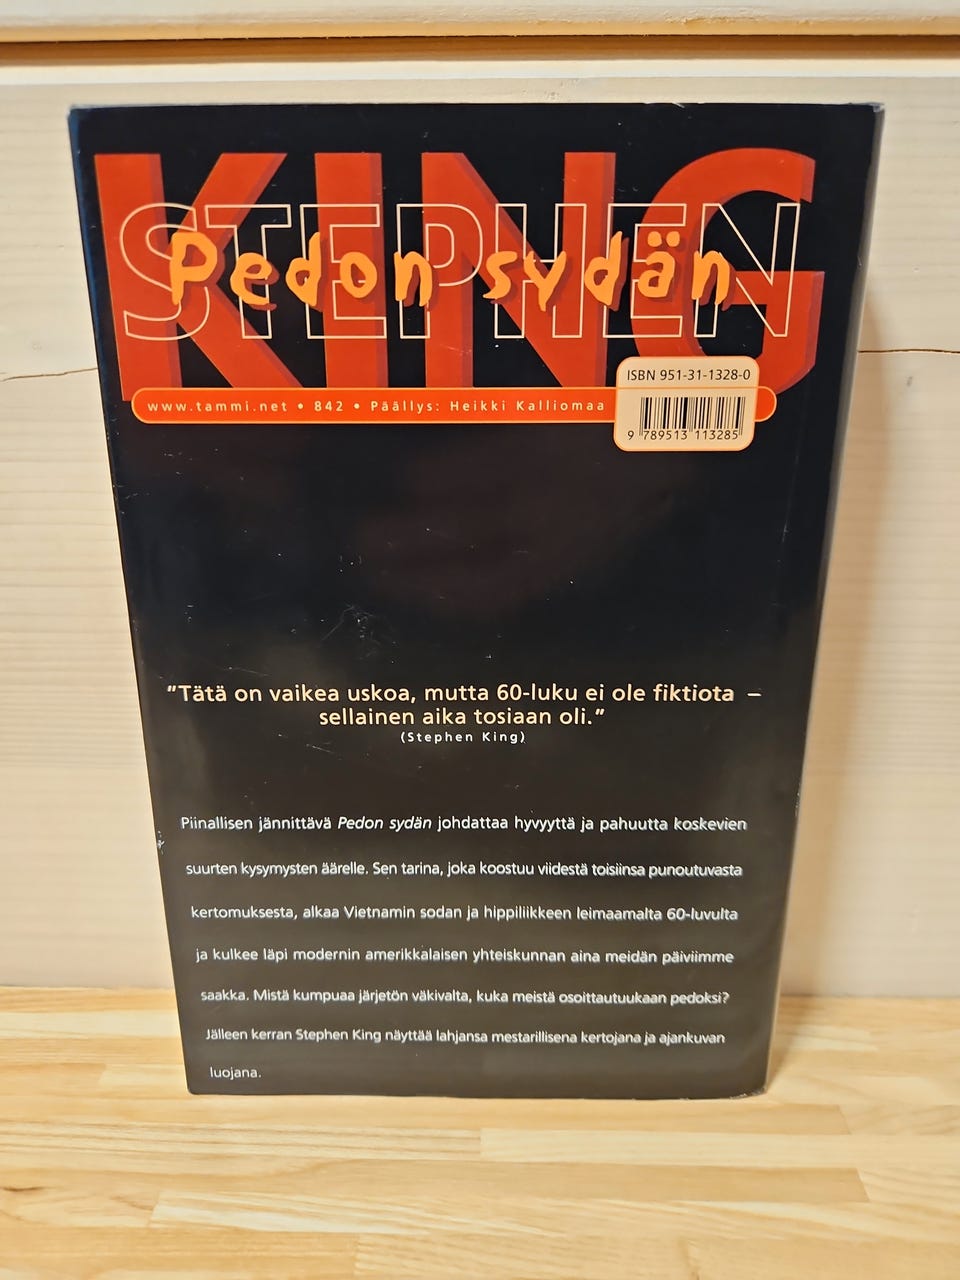 STEPHEN
KING
Pedon sydän
ISBN 951-31-1328-0
www.tammi.net • 842 • Päällys: Heikki Kalliomaa
9 789513 113285
"Tätä on vaikea uskoa, mutta 60-luku ei ole fiktiota –
sellainen aika tosiaan oli."
(Stephen King)
Piinallisen jännittävä Pedon sydän johdattaa hyvyyttä ja pahuutta koskevien
suurten kysymysten äärelle. Sen tarina, joka koostuu viidestä toisiinsa punoutuvasta
kertomuksesta, alkaa Vietnamin sodan ja hippiliikkeen leimaamalta 60-luvulta
ja kulkee läpi modernin amerikkalaisen yhteiskunnan aina meidän päiviimme
saakka. Mistä kumpuaa järjetön väkivalta, kuka meistä osoittautuukaan pedoksi?
Jälleen kerran Stephen King näyttää lahjansa mestarillisena kertojana ja ajankuvan
luojana.